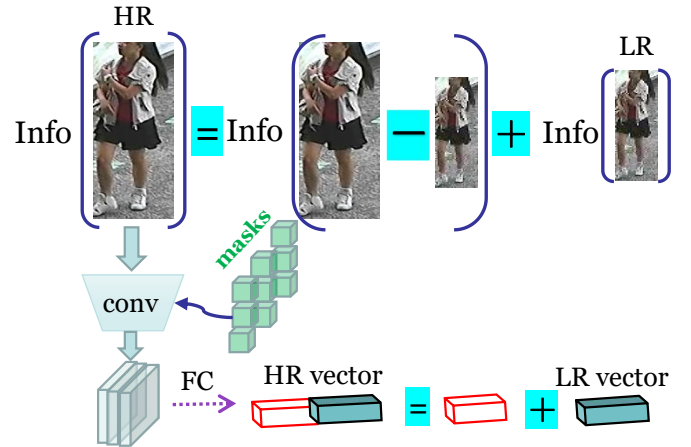 HR
LR
Info = Info − + Info
masks
conv
FC
HR vector
LR vector
= +